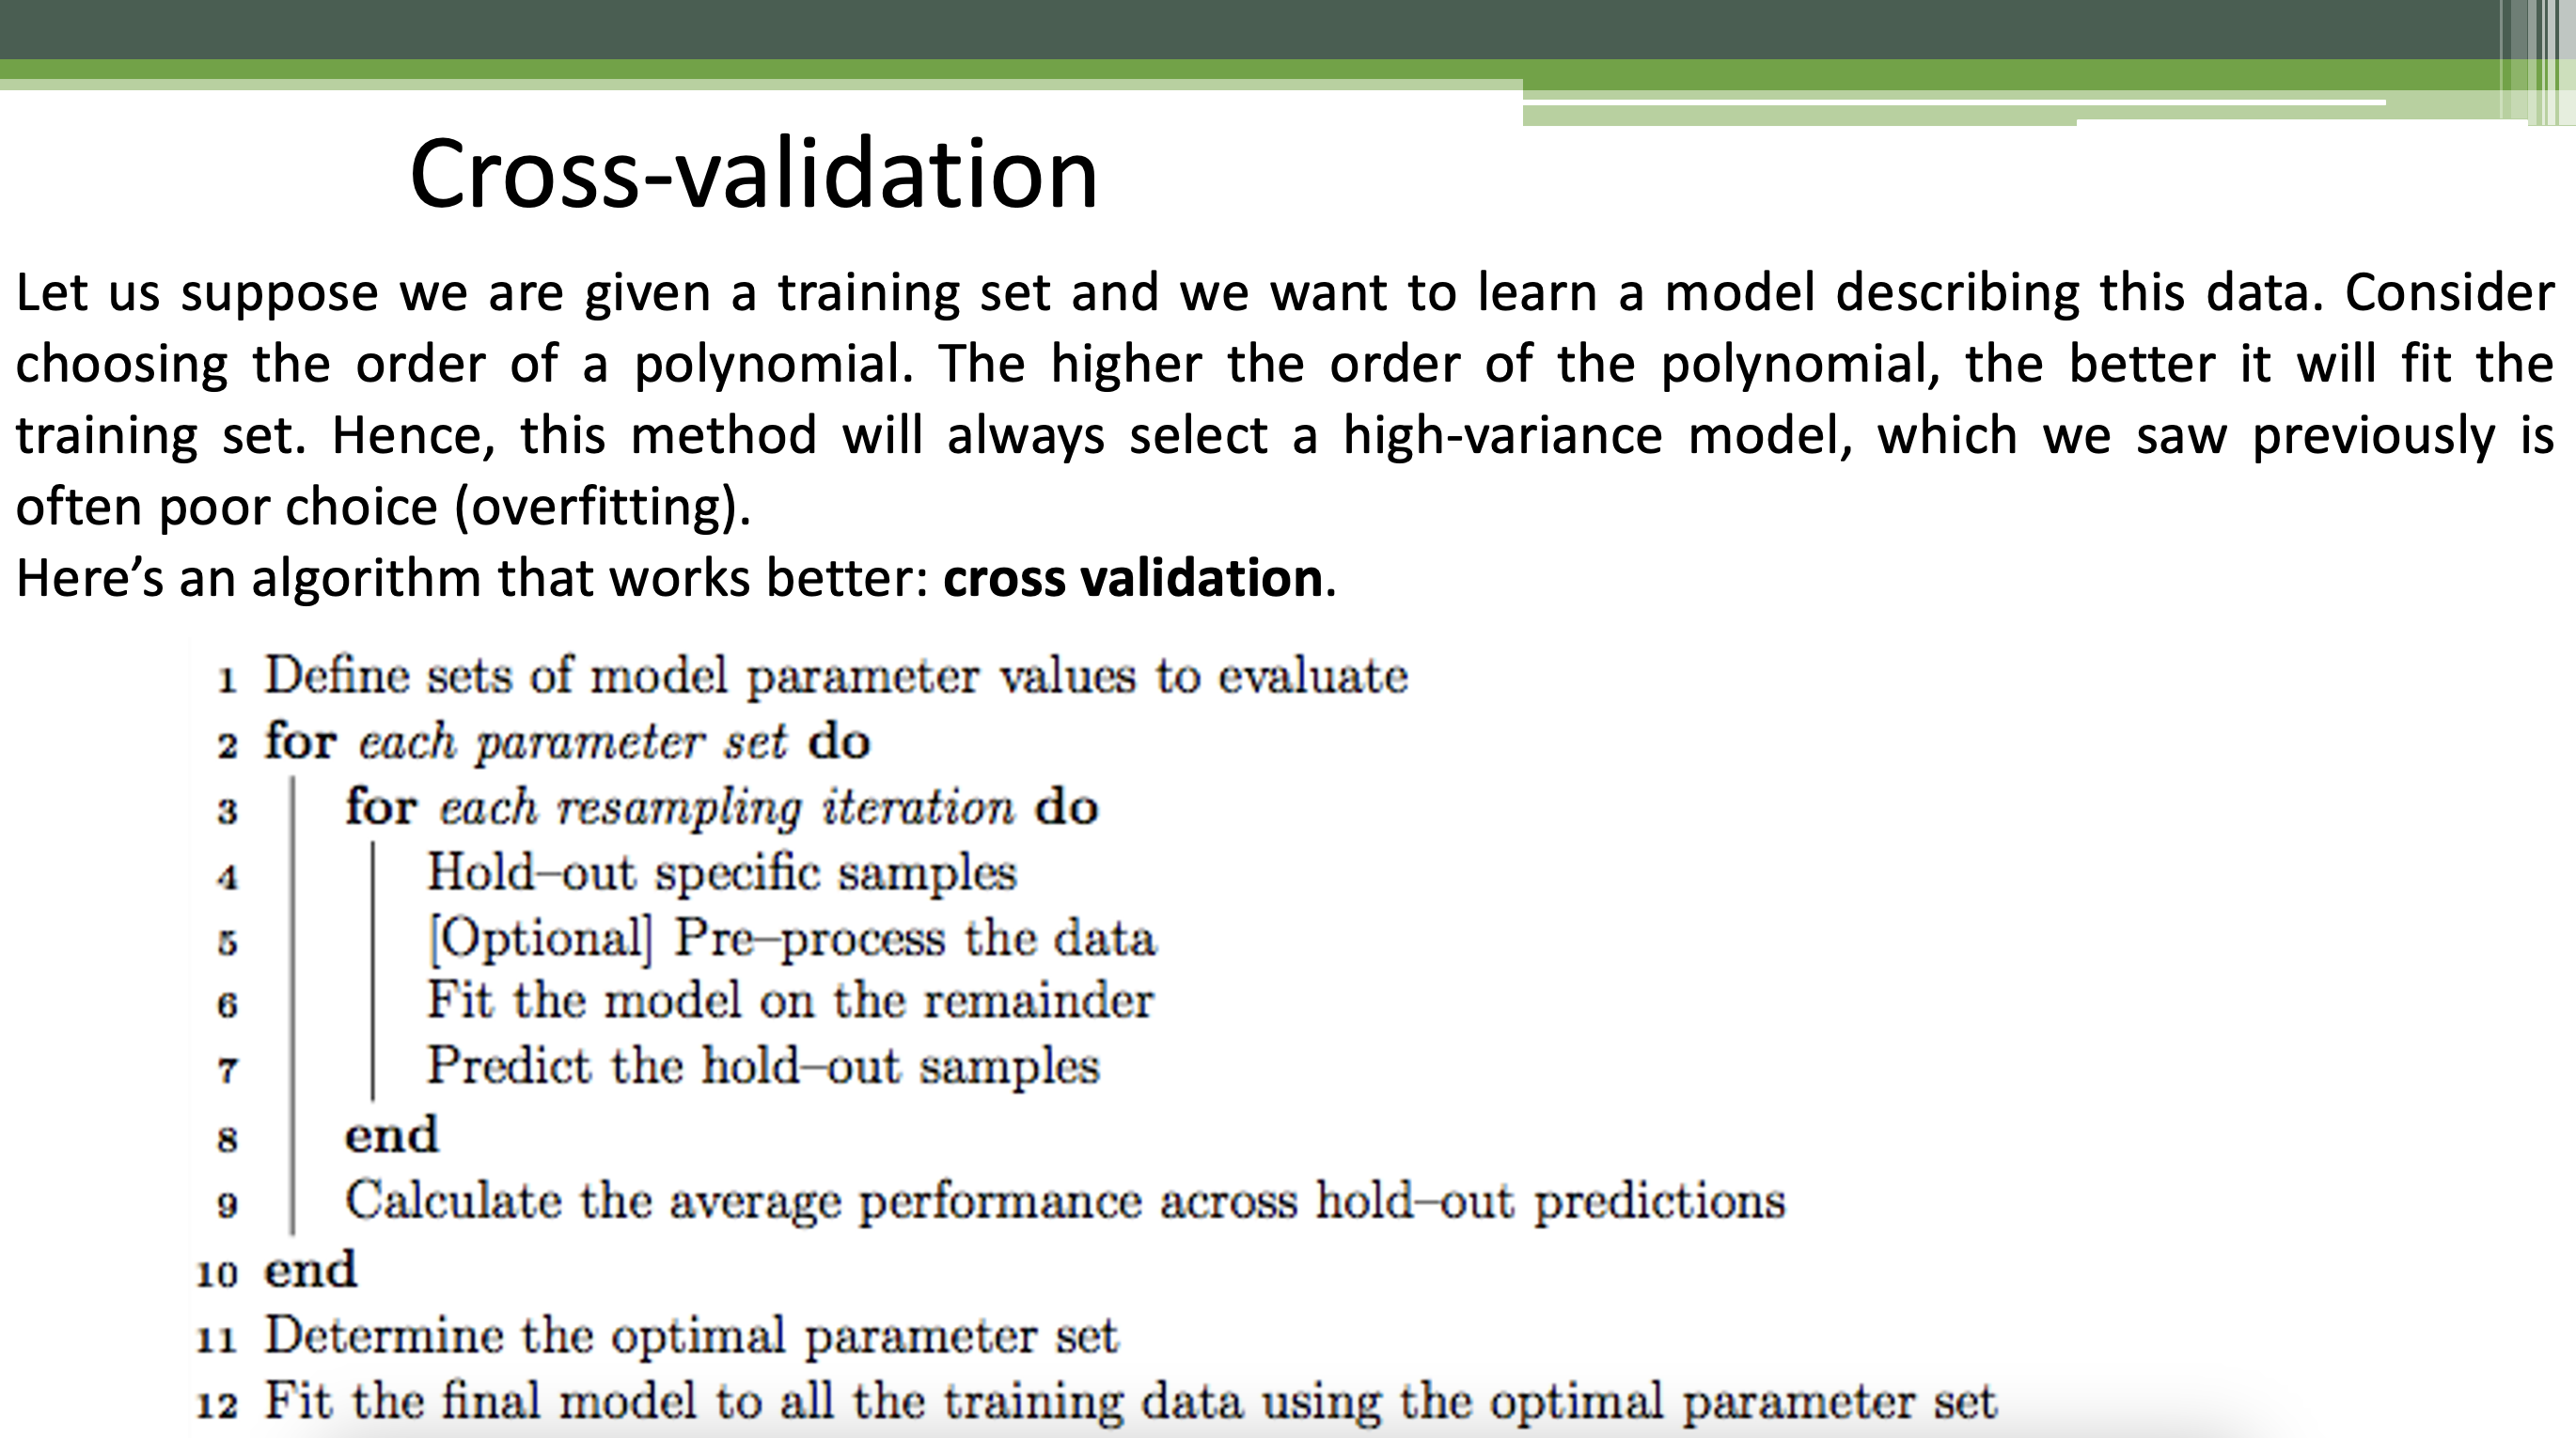 Cross-validation
Let us suppose we are given a training set and we want to learn a model describing this data. Consider
choosing the order of a polynomial. The higher the order of the polynomial, the better it will fit the
training set. Hence, this method will always select a high-variance model, which we saw previously is
often poor choice (overfitting).
Here’s an algorithm that works better: cross validation.
1 Define sets of model parameter values to evaluate
2 for each parameter set do
3 for each resampling iteration do
4 Hold–out specific samples
5 [Optional] Pre–process the data
6 Fit the model on the remainder
7 Predict the hold–out samples
8 end
9 Calculate the average performance across hold–out predictions
10 end
11 Determine the optimal parameter set
12 Fit the final model to all the training data using the optimal parameter set